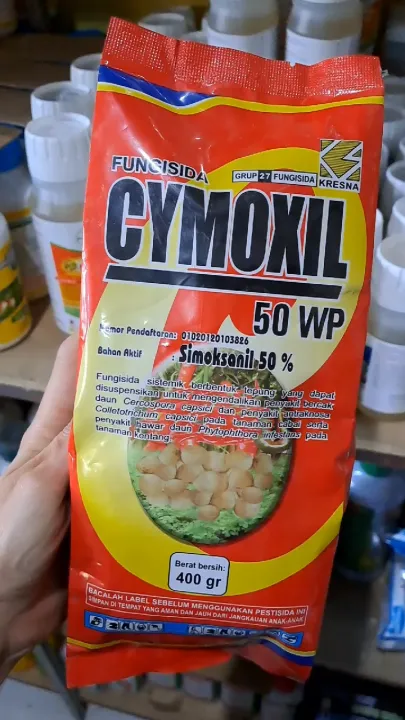 FUNGISIDA
GRUP 27 FUNGISIDA
KRESNA
CYMOXIL
50 WP
Nomor Pendaftaran: 01020120103826
Bahan Aktif : Simoksanil 50 %
Fungisida sistemik berbentuk tepung yang dapat
disuspensikan untuk mengendalikan penyakit bercak
daun Cercospora capsici dan penyakit antraknosa
Colletotrichum capsici pada tanaman cabai serta
penyakit hawar daun Phytophthora infestans pada
tanaman kentang.
Berat bersih:
400 gr
BACALAH LABEL SEBELUM MENGGUNAKAN PESTISIDA INI
SIMPAN DI TEMPAT YANG AMAN DAN JAUH DARI JANGKAUAN ANAK-ANAK